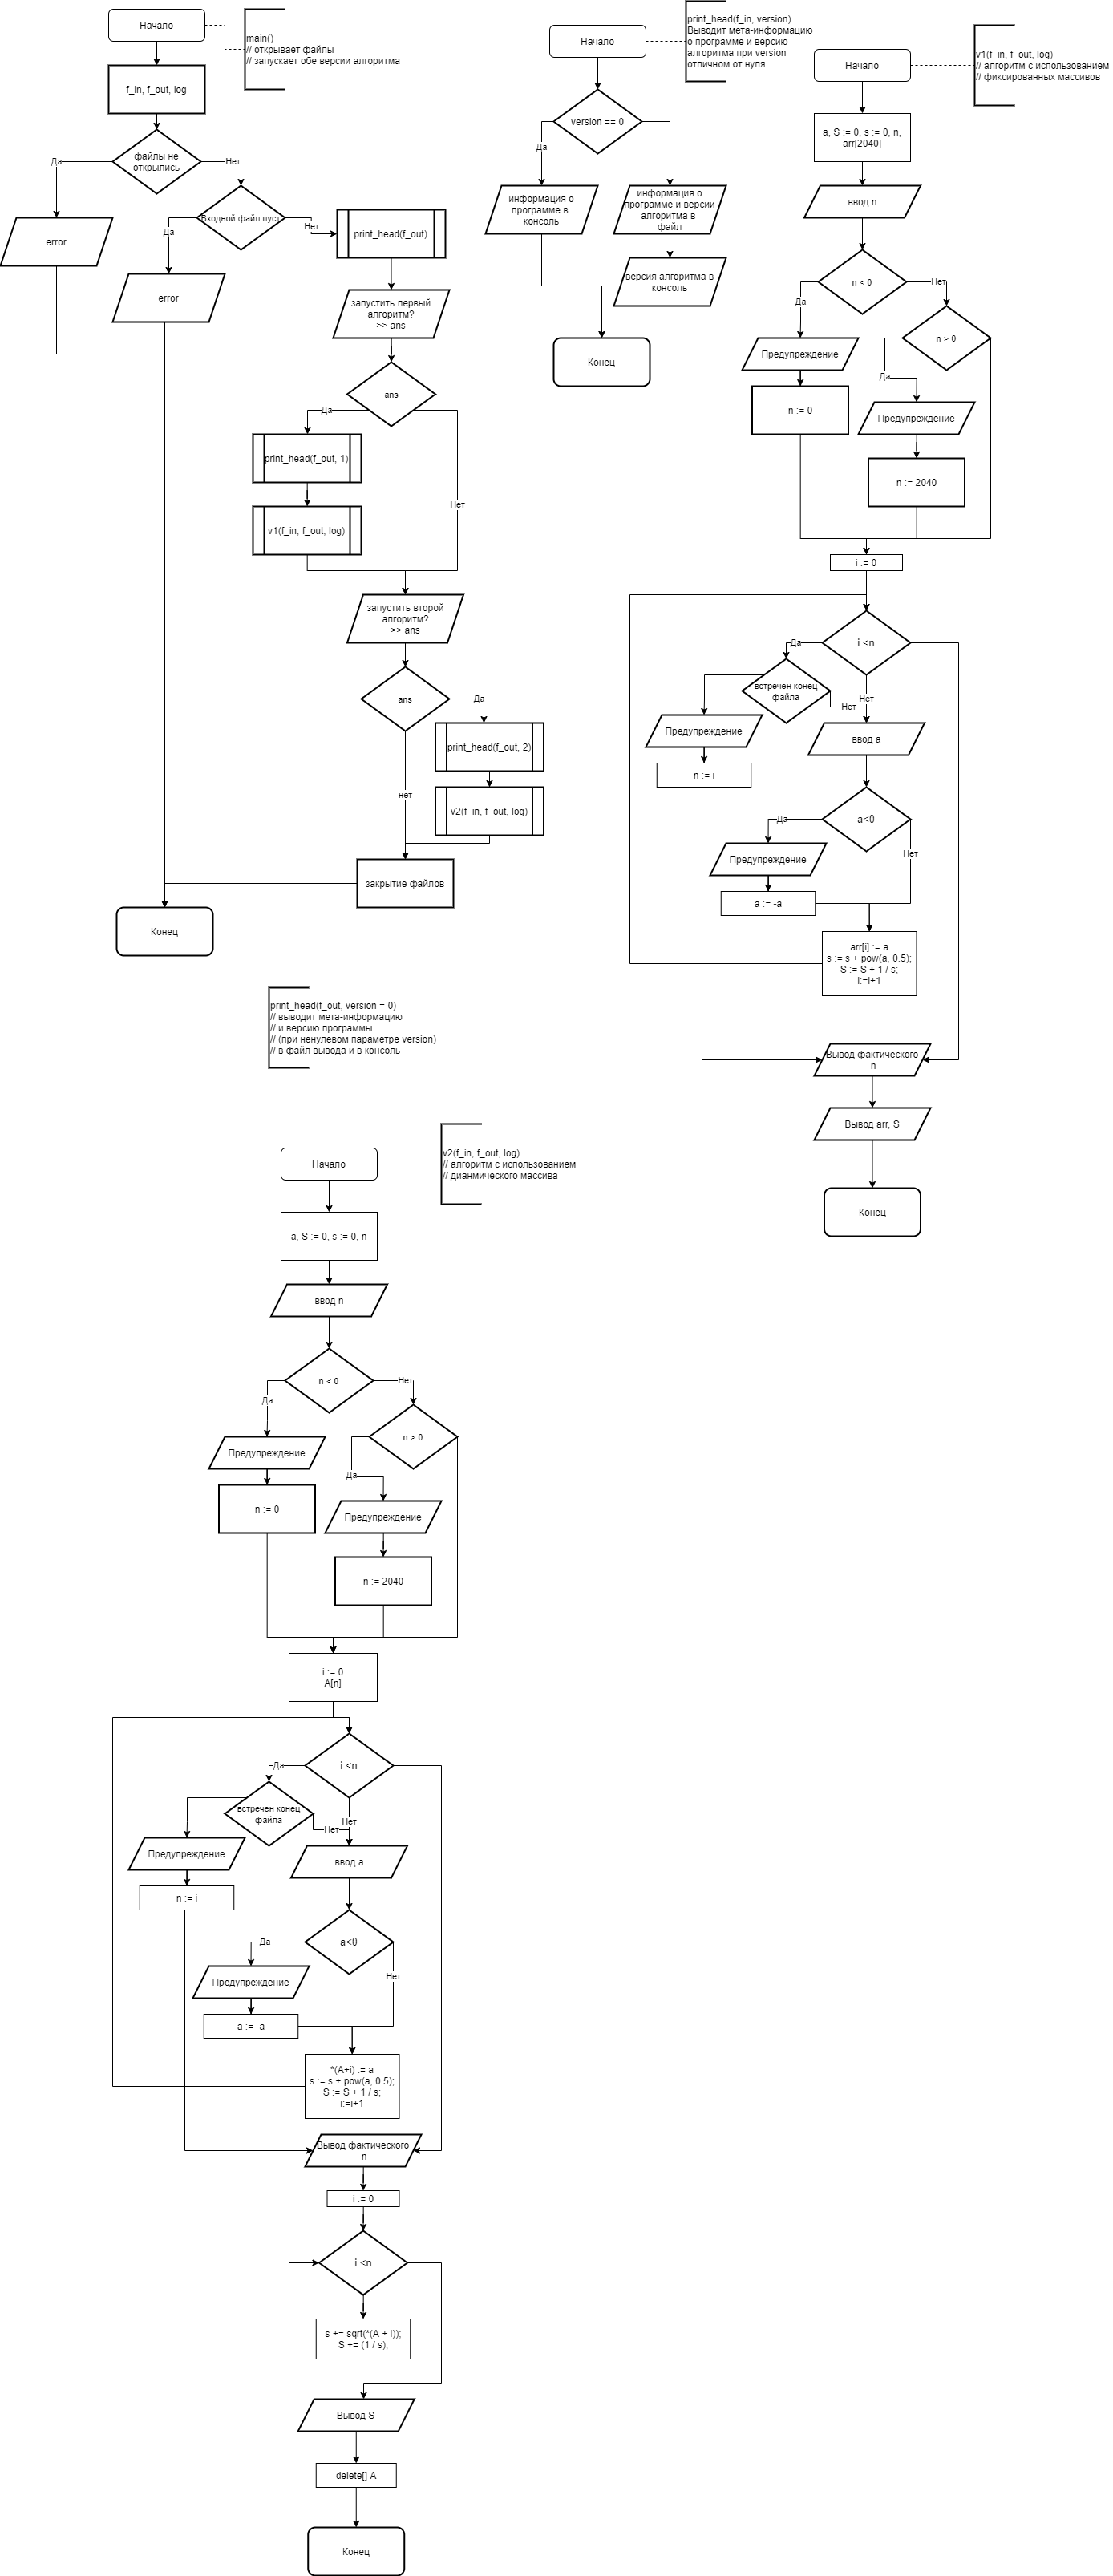 Начало
main()
// открывает файлы
// запускает обе версии алгоритма
f_in, f_out, log
файлы не
открылись
Да
Нет
error
Входной файл пуст
Да
Нет
error
print_head(f_out)
запустить первый
алгоритм?
>> ans
ans
Да
Нет
print_head(f_out, 1)
v1(f_in, f_out, log)
запустить второй
алгоритм?
>> ans
ans
Да
нет
print_head(f_out, 2)
v2(f_in, f_out, log)
закрытие файлов
Конец
print_head(f_out, version = 0)
// выводит мета-информацию
// и версию программы
// (при ненулевом параметре version)
// в файл вывода и в консоль
Начало
print_head(f_in, version)
Выводит мета-информацию
о программе и версию
алгоритма при version
отличном от нуля.
version == 0
Да
информация о
программе в
консоль
информация о
программе и версии
алгоритма в
файл
версия алгоритма в
консоль
Конец
Начало
v1(f_in, f_out, log)
// алгоритм с использованием
// фиксированных массивов
a, S := 0, s := 0, n,
arr[2040]
ввод n
n < 0
Да
Нет
Предупреждение
n := 0
n > 0
Да
Предупреждение
n := 2040
i := 0
i <n
Да
Нет
встречен конец
файла
Нет
Предупреждение
n := i
ввод a
a<0
Да
Нет
Предупреждение
a := -a
arr[i] := a
s := s + pow(a, 0.5);
S := S + 1 / s;
i:=i+1
Вывод фактического
n
Вывод arr, S
Конец
Начало
v2(f_in, f_out, log)
// алгоритм с использованием
// дианмического массива
a, S := 0, s := 0, n
ввод n
n < 0
Да
Нет
Предупреждение
n := 0
n > 0
Да
Предупреждение
n := 2040
i := 0
A[n]
i <n
Да
Нет
встречен конец
файла
Нет
Предупреждение
n := i
ввод a
a<0
Да
Нет
Предупреждение
a := -a
*(A+i) := a
s := s + pow(a, 0.5);
S := S + 1 / s;
i:=i+1
Вывод фактического
n
i := 0
i <n
s += sqrt(*(A + i));
S += (1 / s);
Вывод S
delete[] A
Конец